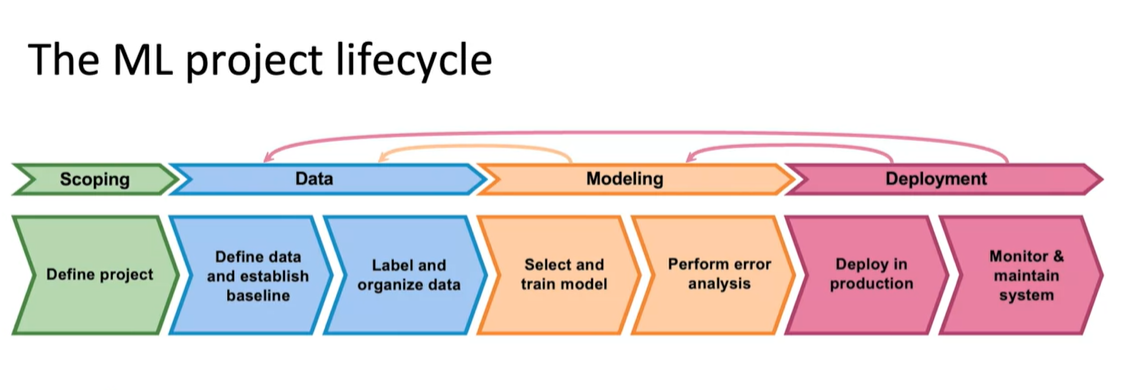 The ML project lifecycle
Scoping
Data
Modeling
Deployment
Define project
Define data
and establish
baseline
Label and
organize data
Select and
train model
Perform error
analysis
Deploy in
production
Monitor &
maintain
system